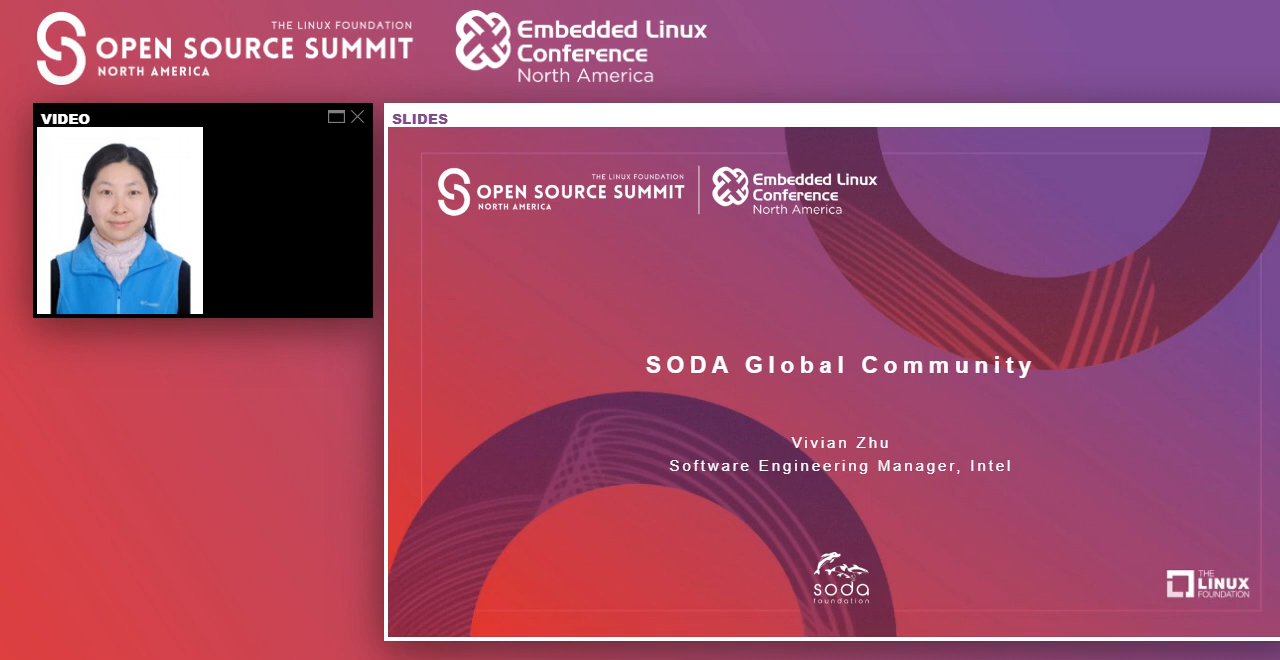 THE LINUX FOUNDATION
OPEN SOURCE SUMMIT
NORTH AMERICA
Embedded Linux
Conference
North America
VIDEO
SLIDES
THE LINUX FOUNDATION
OPEN SOURCE SUMMIT
NORTH AMERICA
Embedded Linux
Conference
North America
SODA Global Community
Vivian Zhu
Software Engineering Manager, Intel
soda
foundation
THE
LINUX
FOUNDATION